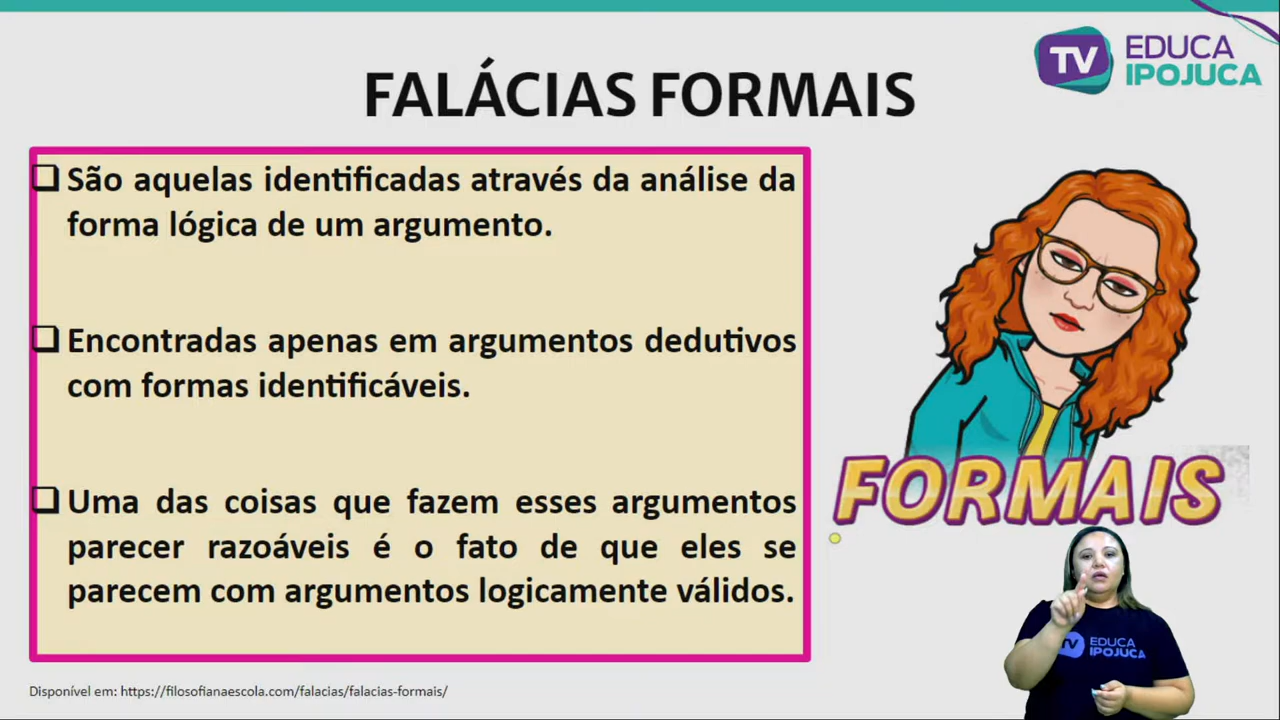 TV EDUCA
IPOJUCA
FALÁCIAS FORMAIS
São aquelas identificadas através da análise da
forma lógica de um argumento.
Encontradas apenas em argumentos dedutivos
com formas identificáveis.
Uma das coisas que fazem esses argumentos
parecer razoáveis é o fato de que eles se
parecem com argumentos logicamente válidos.
FORMAIS
TV EDUCA
IPOJUCA
Disponível em: https://filosofianaescola.com/falacias/falacias-formais/